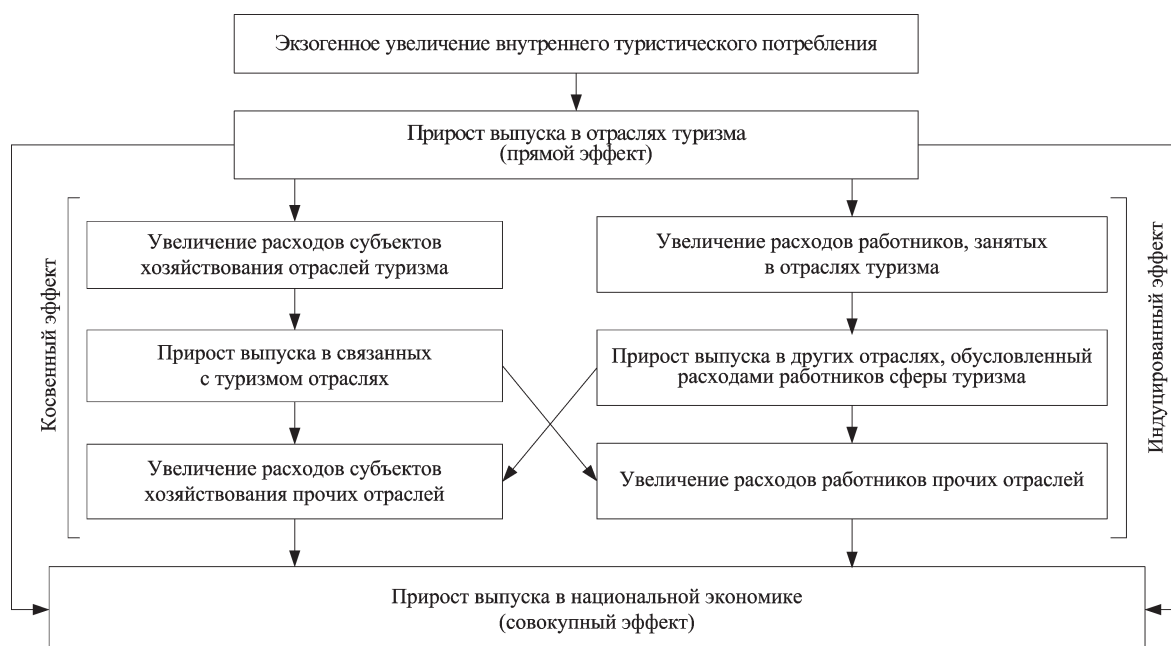 Экзогенное увеличение внутреннего туристического потребления
Прирост выпуска в отраслях туризма
(прямой эффект)
Косвенный эффект
Увеличение расходов субъектов
хозяйствования отраслей туризма
Увеличение расходов работников, занятых
в отраслях туризма
Индуцированный эффект
Прирост выпуска в связанных
с туризмом отраслях
Прирост выпуска в других отраслях, обусловленный
расходами работников сферы туризма
Увеличение расходов субъектов
хозяйствования прочих отраслей
Увеличение расходов работников прочих отраслей
Прирост выпуска в национальной экономике
(совокупный эффект)